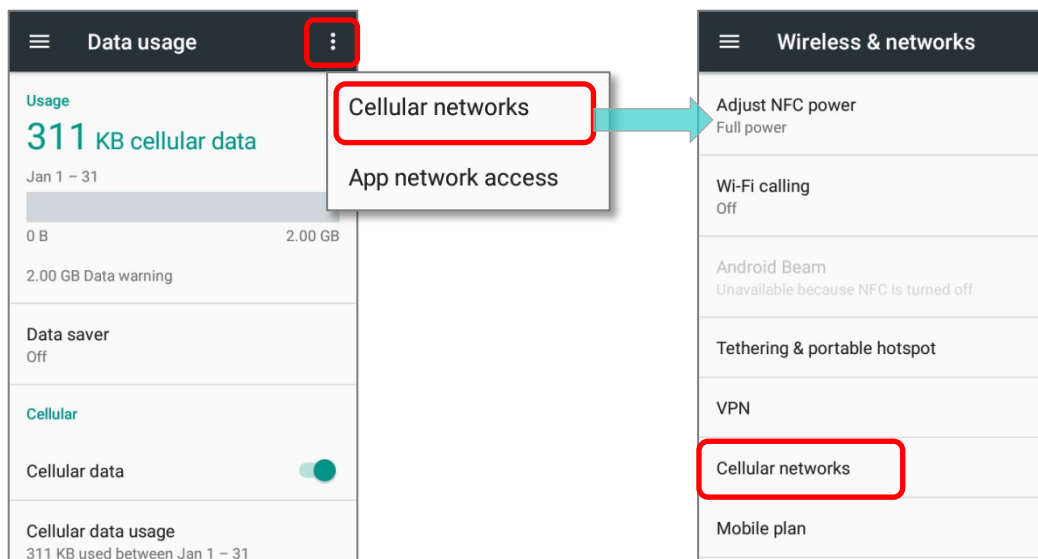 Data usage
Usage
311 KB cellular data
Jan 1 – 31
0 B 2.00 GB
2.00 GB Data warning
Data saver
Off
Cellular
Cellular data
Cellular data usage
311 KB used between Jan 1 – 31
Cellular networks
App network access
Wireless & networks
Adjust NFC power
Full power
Wi-Fi calling
Off
Android Beam
Unavailable because NFC is turned off
Tethering & portable hotspot
VPN
Cellular networks
Mobile plan